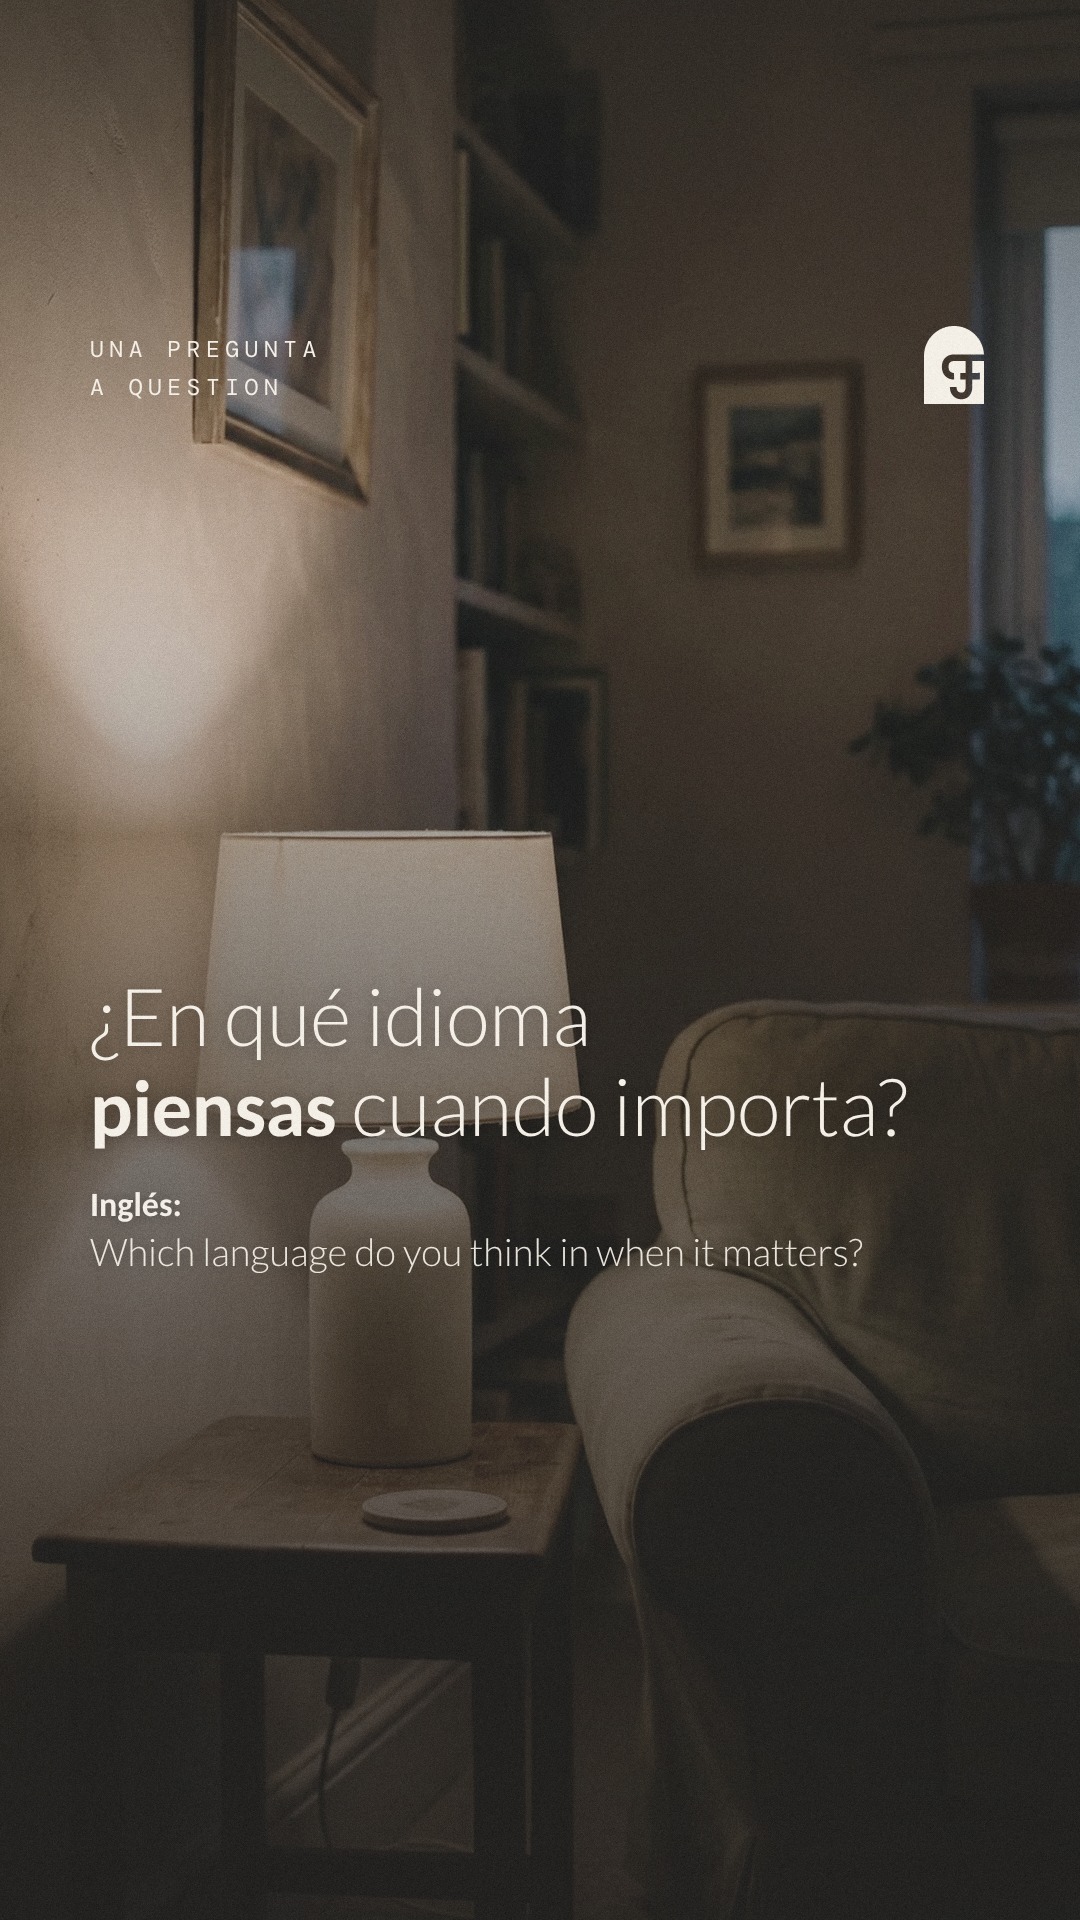 UNA PREGUNTA
A QUESTION
¿En qué idioma
piensas cuando importa?
Inglés:
Which language do you think in when it matters?